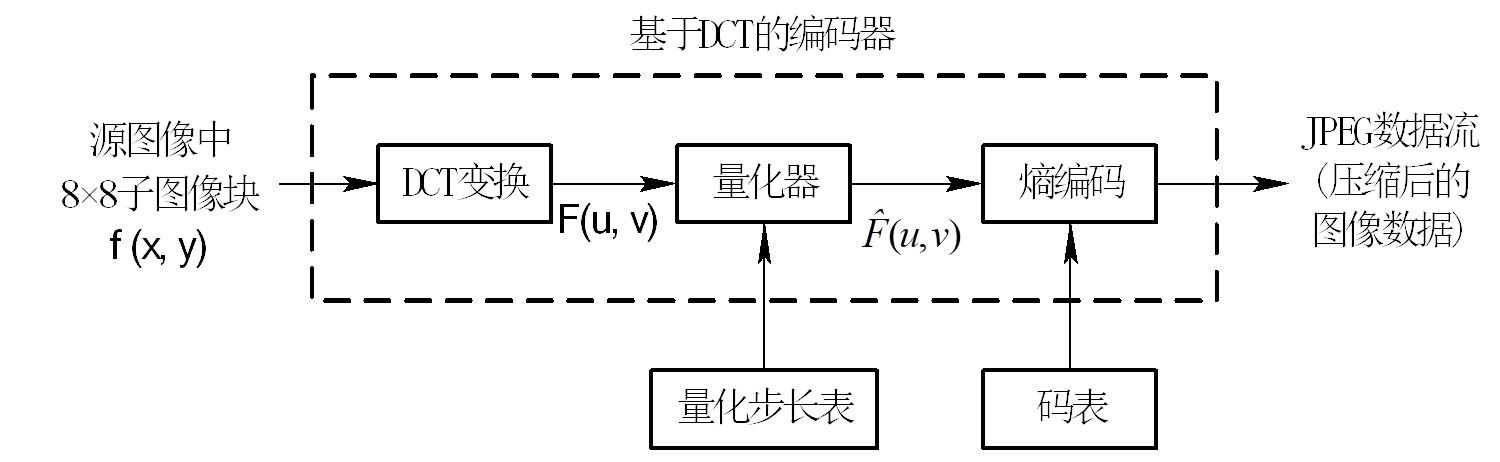 基于DCT的编码器
源图像中
8×8子图像块
f (x, y)
DCT变换
F(u, v)
量化器
F̂(u,v)
熵编码
JPEG数据流
(压缩后的
图像数据)
量化步长表
码表